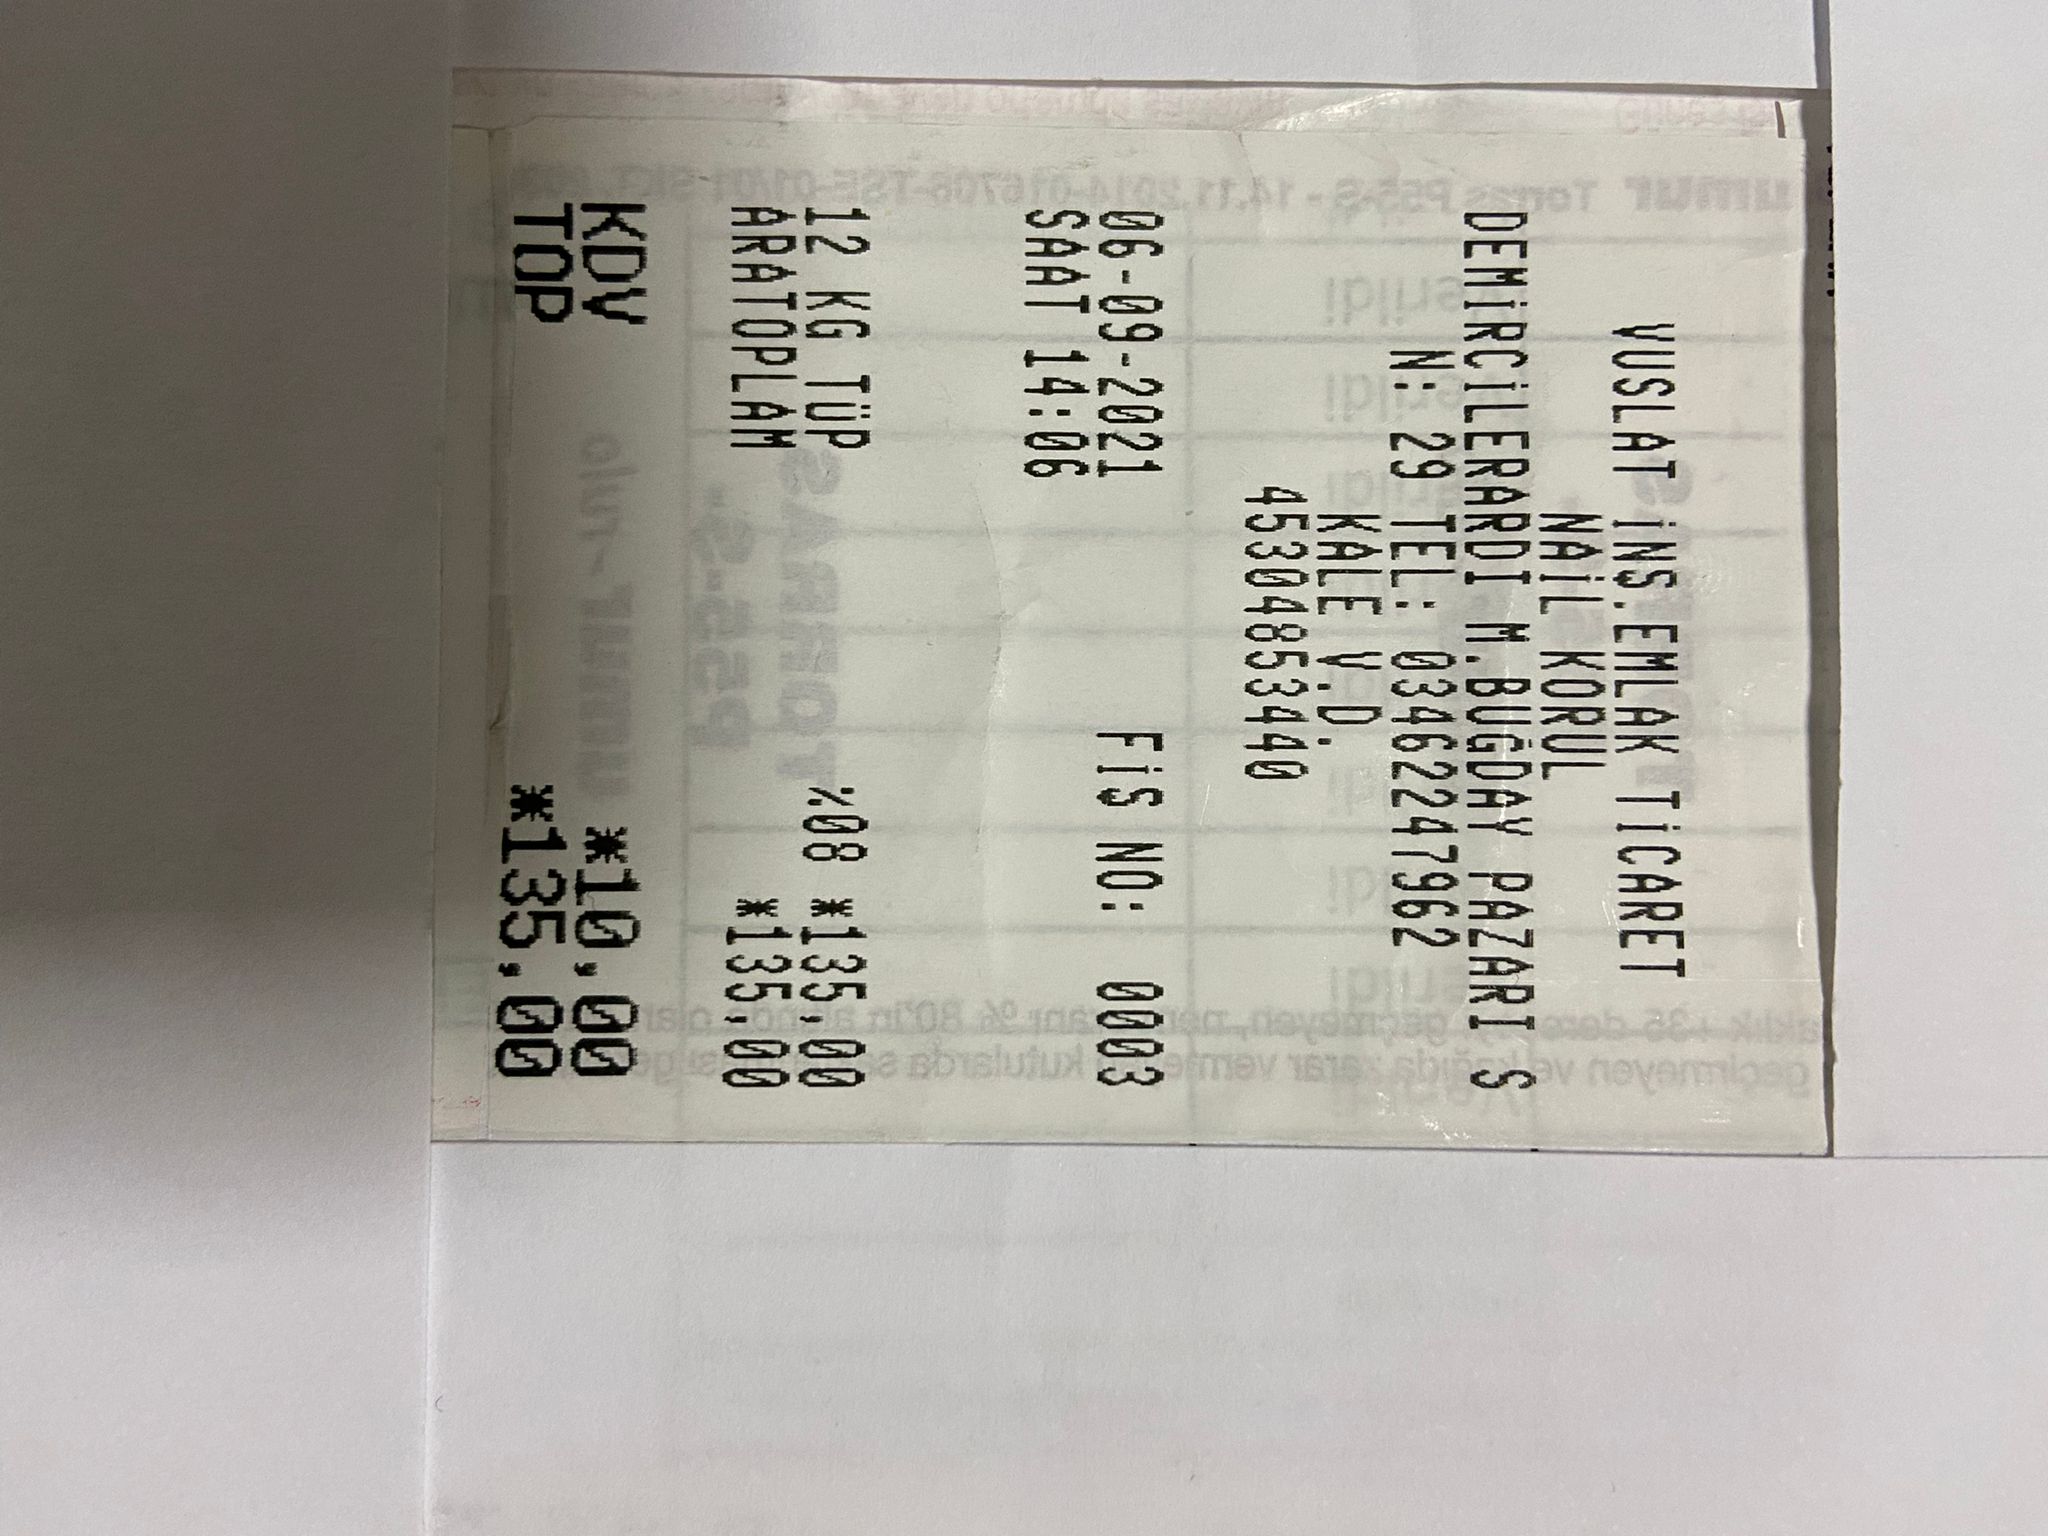 VUSLAT İNS.EMLAK TİCARET
NAİL KORUL
DEMİRCİLERARDI M.BUĞDAY PAZARI S
N: 29 TEL: 03462247962
KALE V.D.
45304853440
06-09-2021 FİŞ NO: 0003
SAAT 14:06
12 KG TÜP %08 *135,00
ARATOPLAM *135,00
KDV *10,00
TOP *135,00